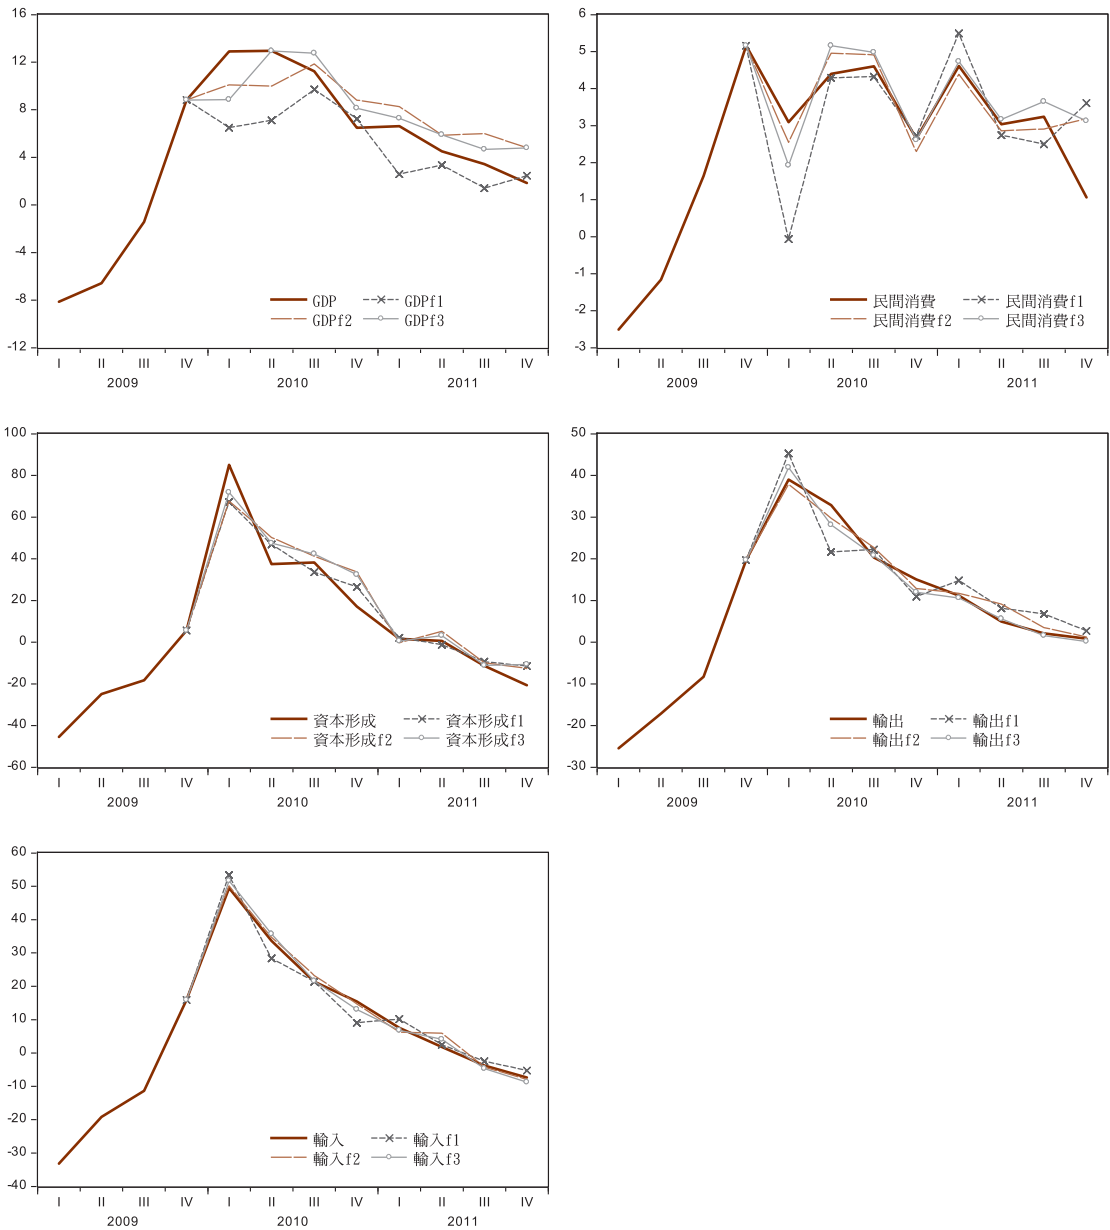 16
12
8
4
0
-4
-8
-12
GDP GDPf1
GDPf2 GDPf3
I II III IV I II III IV I II III IV
2009 2010 2011
6
5
4
3
2
1
0
-1
-2
-3
民間消費 民間消費f1
民間消費f2 民間消費f3
I II III IV I II III IV I II III IV
2009 2010 2011
100
80
60
40
20
0
-20
-40
-60
資本形成 資本形成f1
資本形成f2 資本形成f3
I II III IV I II III IV I II III IV
2009 2010 2011
50
40
30
20
10
0
-10
-20
-30
輸出 輸出f1
輸出f2 輸出f3
I II III IV I II III IV I II III IV
2009 2010 2011
60
50
40
30
20
10
0
-10
-20
-30
-40
輸入 輸入f1
輸入f2 輸入f3
I II III IV I II III IV I II III IV
2009 2010 2011